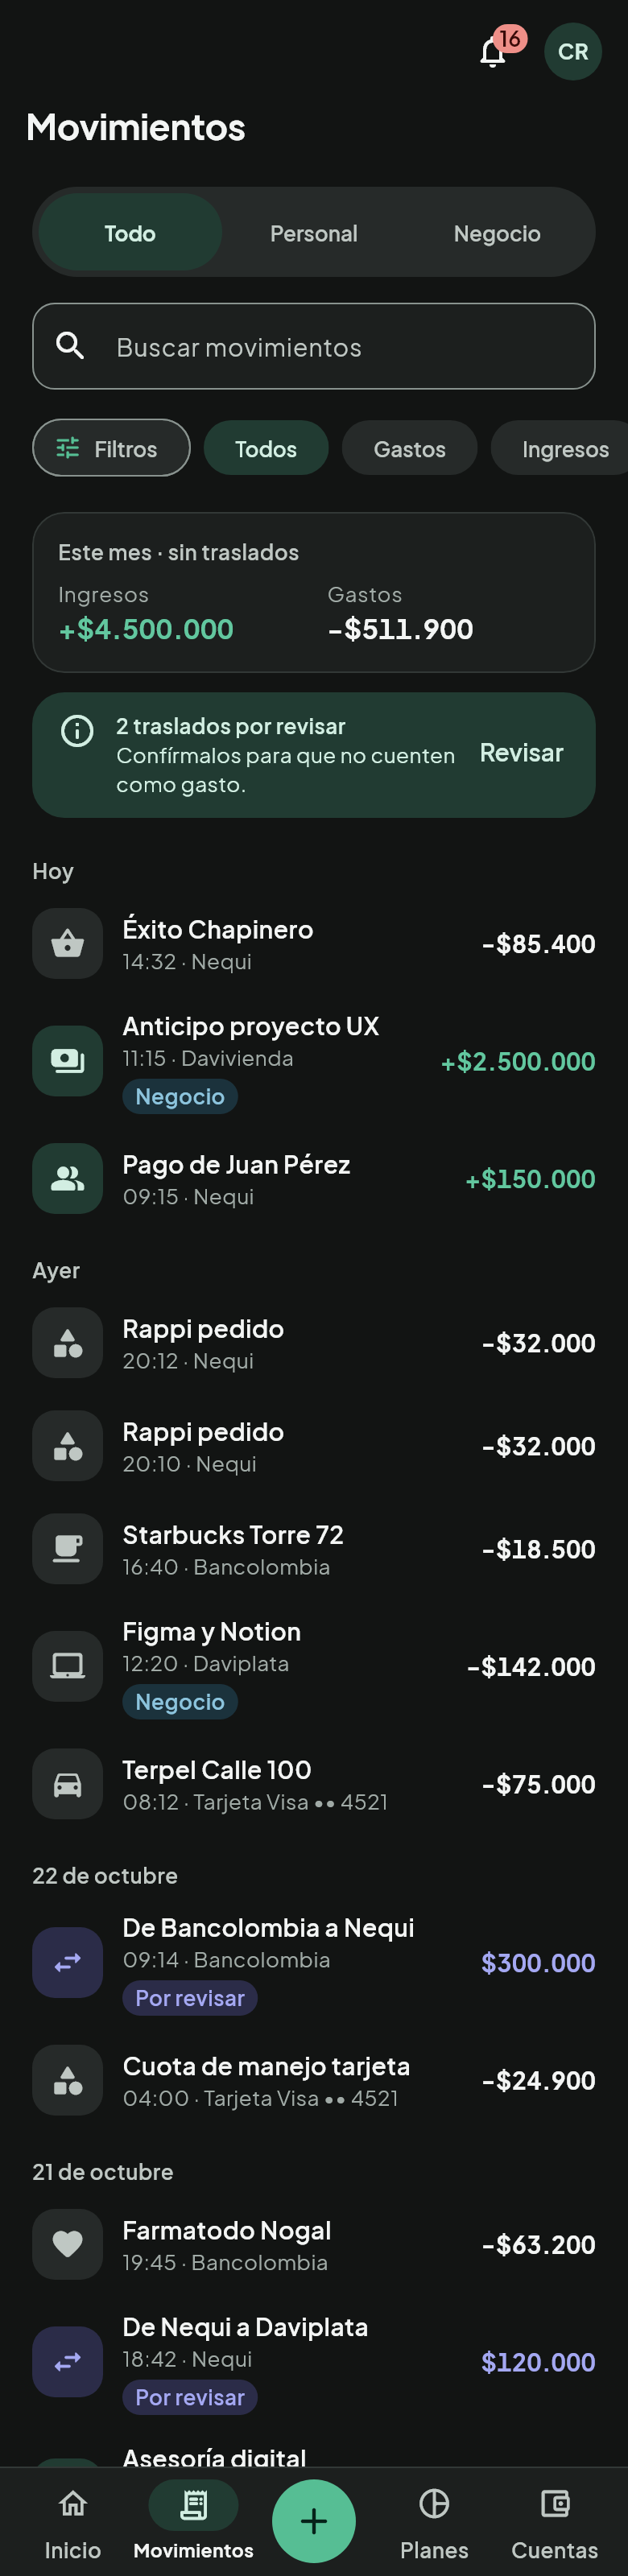 16
CR
Movimientos
Todo
Personal
Negocio
Buscar movimientos
Filtros
Todos
Gastos
Ingresos
Este mes · sin traslados
Ingresos
Gastos
+$4.500.000
-$511.900
2 traslados por revisar
Confírmalos para que no cuenten
como gasto.
Revisar
Hoy
Éxito Chapinero
14:32 · Nequi
-$85.400
Anticipo proyecto UX
11:15 · Davivienda
Negocio
+$2.500.000
Pago de Juan Pérez
09:15 · Nequi
+$150.000
Ayer
Rappi pedido
20:12 · Nequi
-$32.000
Rappi pedido
20:10 · Nequi
-$32.000
Starbucks Torre 72
16:40 · Bancolombia
-$18.500
Figma y Notion
12:20 · Daviplata
Negocio
-$142.000
Terpel Calle 100
08:12 · Tarjeta Visa •• 4521
-$75.000
22 de octubre
De Bancolombia a Nequi
09:14 · Bancolombia
Por revisar
$300.000
Cuota de manejo tarjeta
04:00 · Tarjeta Visa •• 4521
-$24.900
21 de octubre
Farmatodo Nogal
19:45 · Bancolombia
-$63.200
De Nequi a Daviplata
18:42 · Nequi
Por revisar
$120.000
Asesoría digital
Inicio
Movimientos
Planes
Cuentas